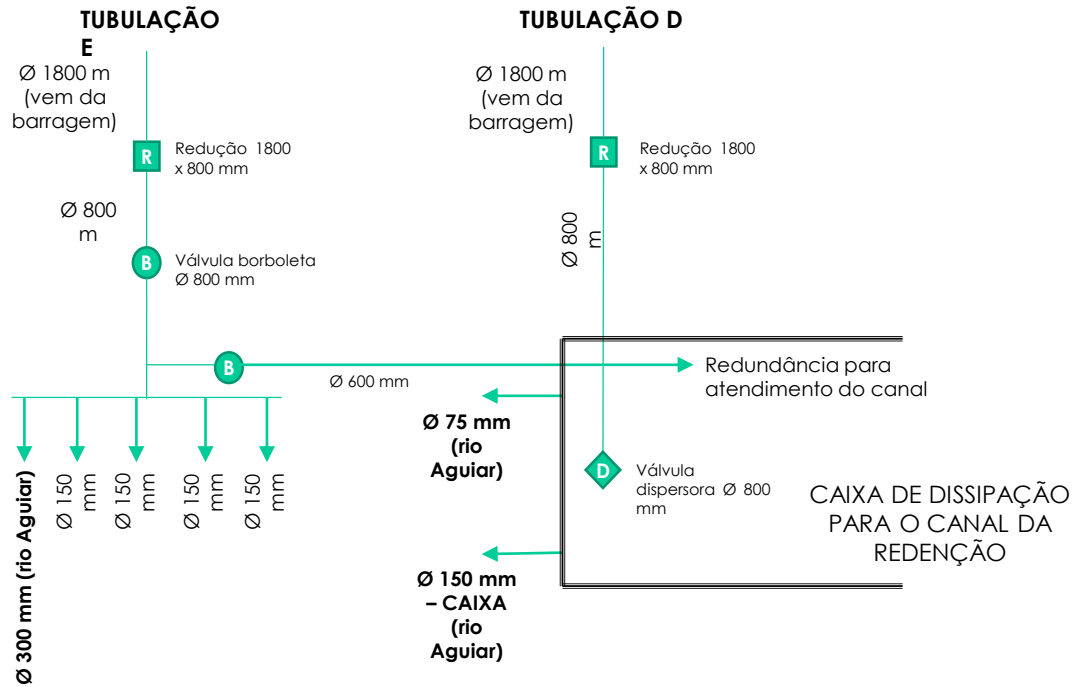 TUBULAÇÃO
E
Ø 1800 m
(vem da
barragem)
R
Redução 1800
x 800 mm
Ø 800
m
B
Válvula borboleta
Ø 800 mm
B
Ø 600 mm
Ø 300 mm (rio Aguiar)
Ø 150
mm
Ø 150
mm
Ø 150
mm
Ø 150
mm
TUBULAÇÃO D
Ø 1800 m
(vem da
barragem)
R
Redução 1800
x 800 mm
Ø 800
m
Redundância para
atendimento do canal
Ø 75 mm
(rio
Aguiar)
D
Válvula
dispersora Ø 800
mm
CAIXA DE DISSIPAÇÃO
PARA O CANAL DA
REDENÇÃO
Ø 150 mm
– CAIXA
(rio
Aguiar)